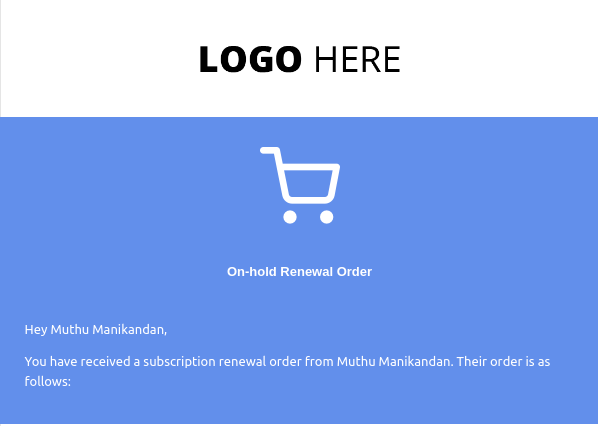 LOGO HERE
On-hold Renewal Order
Hey Muthu Manikandan,
You have received a subscription renewal order from Muthu Manikandan. Their order is as
follows: